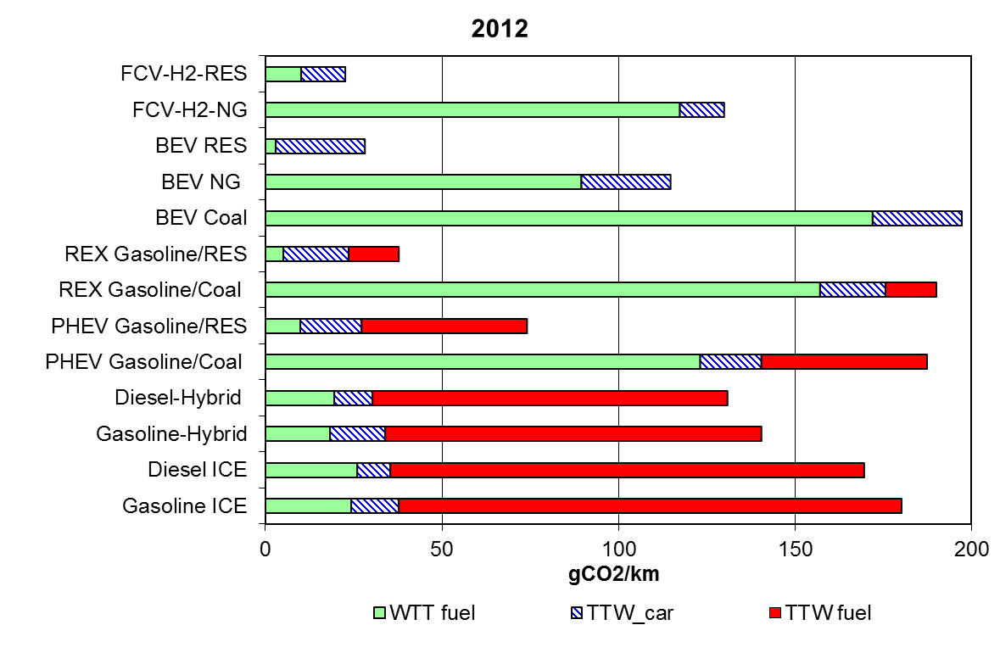 2012
FCV-H2-RES
FCV-H2-NG
BEV RES
BEV NG
BEV Coal
REX Gasoline/RES
REX Gasoline/Coal
PHEV Gasoline/RES
PHEV Gasoline/Coal
Diesel-Hybrid
Gasoline-Hybrid
Diesel ICE
Gasoline ICE
0 50 100 150 200
gCO2/km
WTT fuel TTW_car TTW fuel